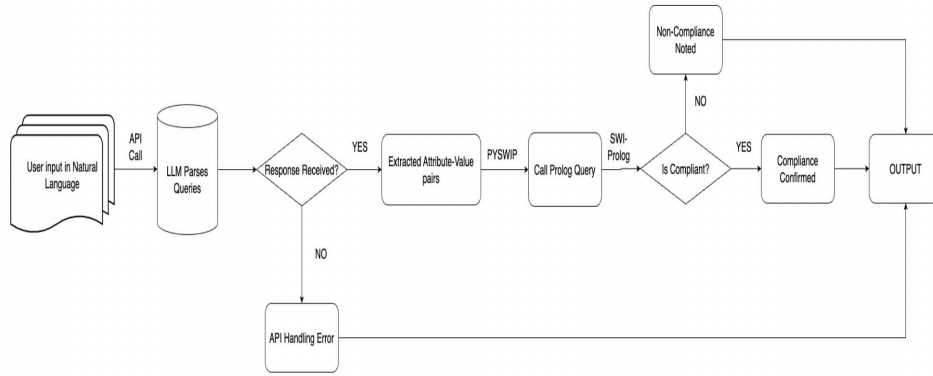 User input in Natural
Language
API
Call
LLM Parses
Queries
Response Received?
YES
NO
API Handling Error
Extracted Attribute-Value
pairs
PYSWIP
Call Prolog Query
SWI-
Prolog
Is Compliant?
NO
Non-Compliance
Noted
YES
Compliance
Confirmed
OUTPUT